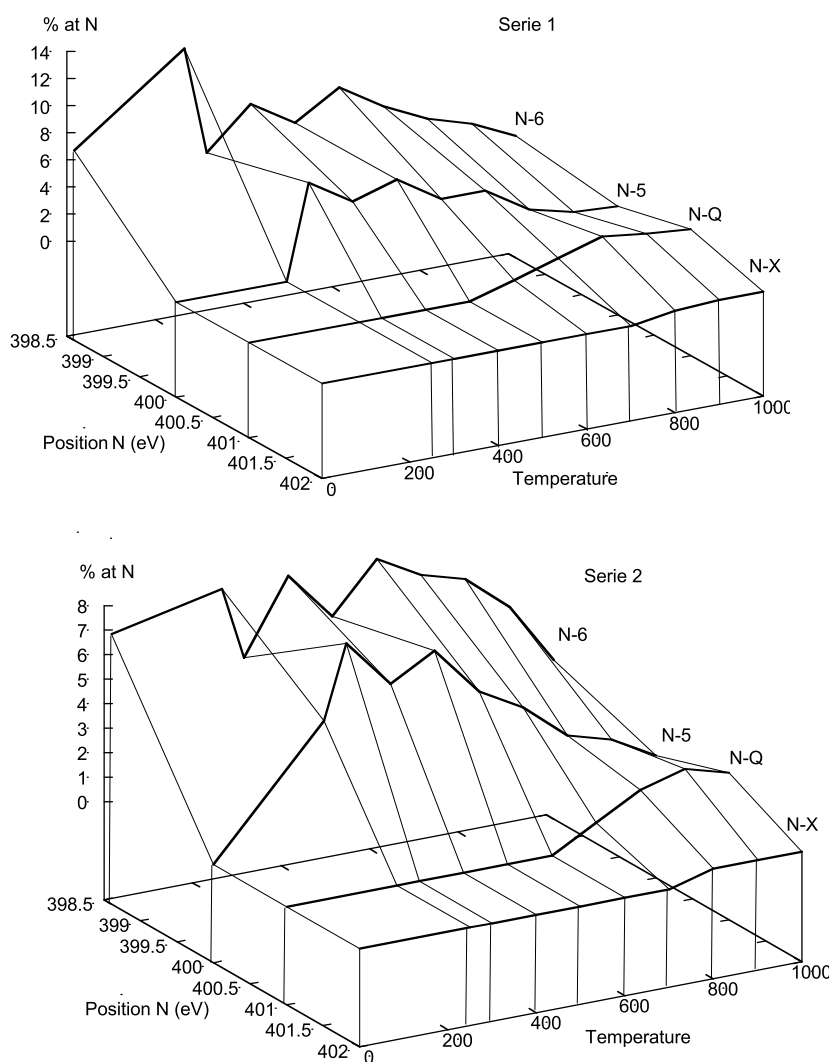 % at N
Serie 1
14
12
10
8
6
4
2
0
N-6
N-5
N-Q
N-X
398.5
399
399.5
400
400.5
401
401.5
402
Position N (eV)
0
200
400
600
800
1000
Temperature
% at N
Serie 2
8
7
6
5
4
3
2
1
0
N-6
N-5
N-Q
N-X
398.5
399
399.5
400
400.5
401
401.5
402
Position N (eV)
0
200
400
600
800
1000
Temperature